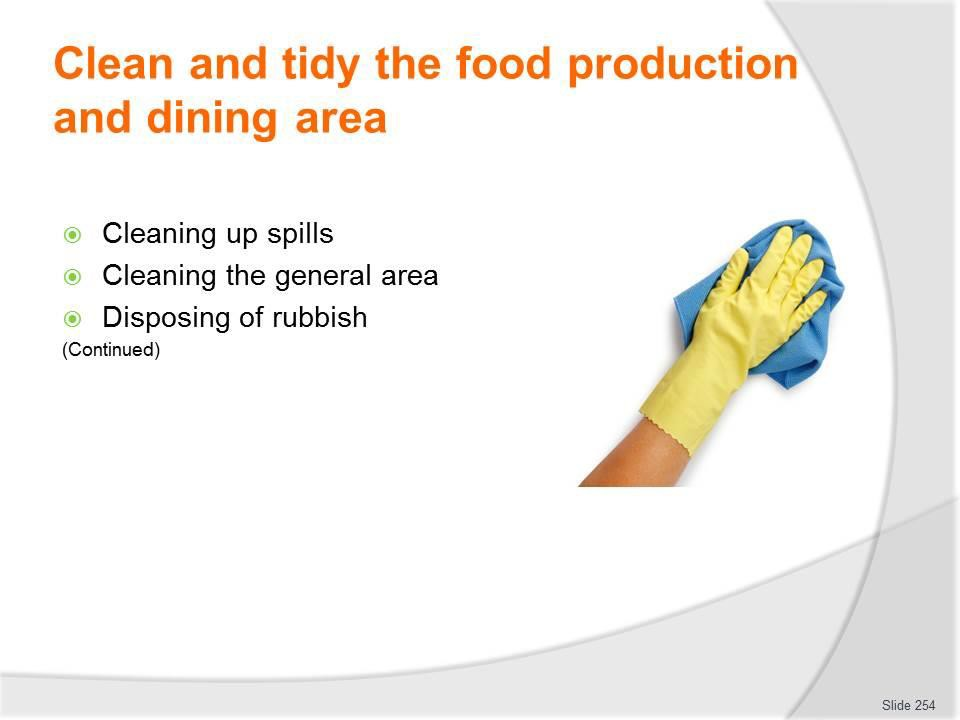 Clean and tidy the food production
and dining area
Cleaning up spills
Cleaning the general area
Disposing of rubbish
(Continued)
Slide 254